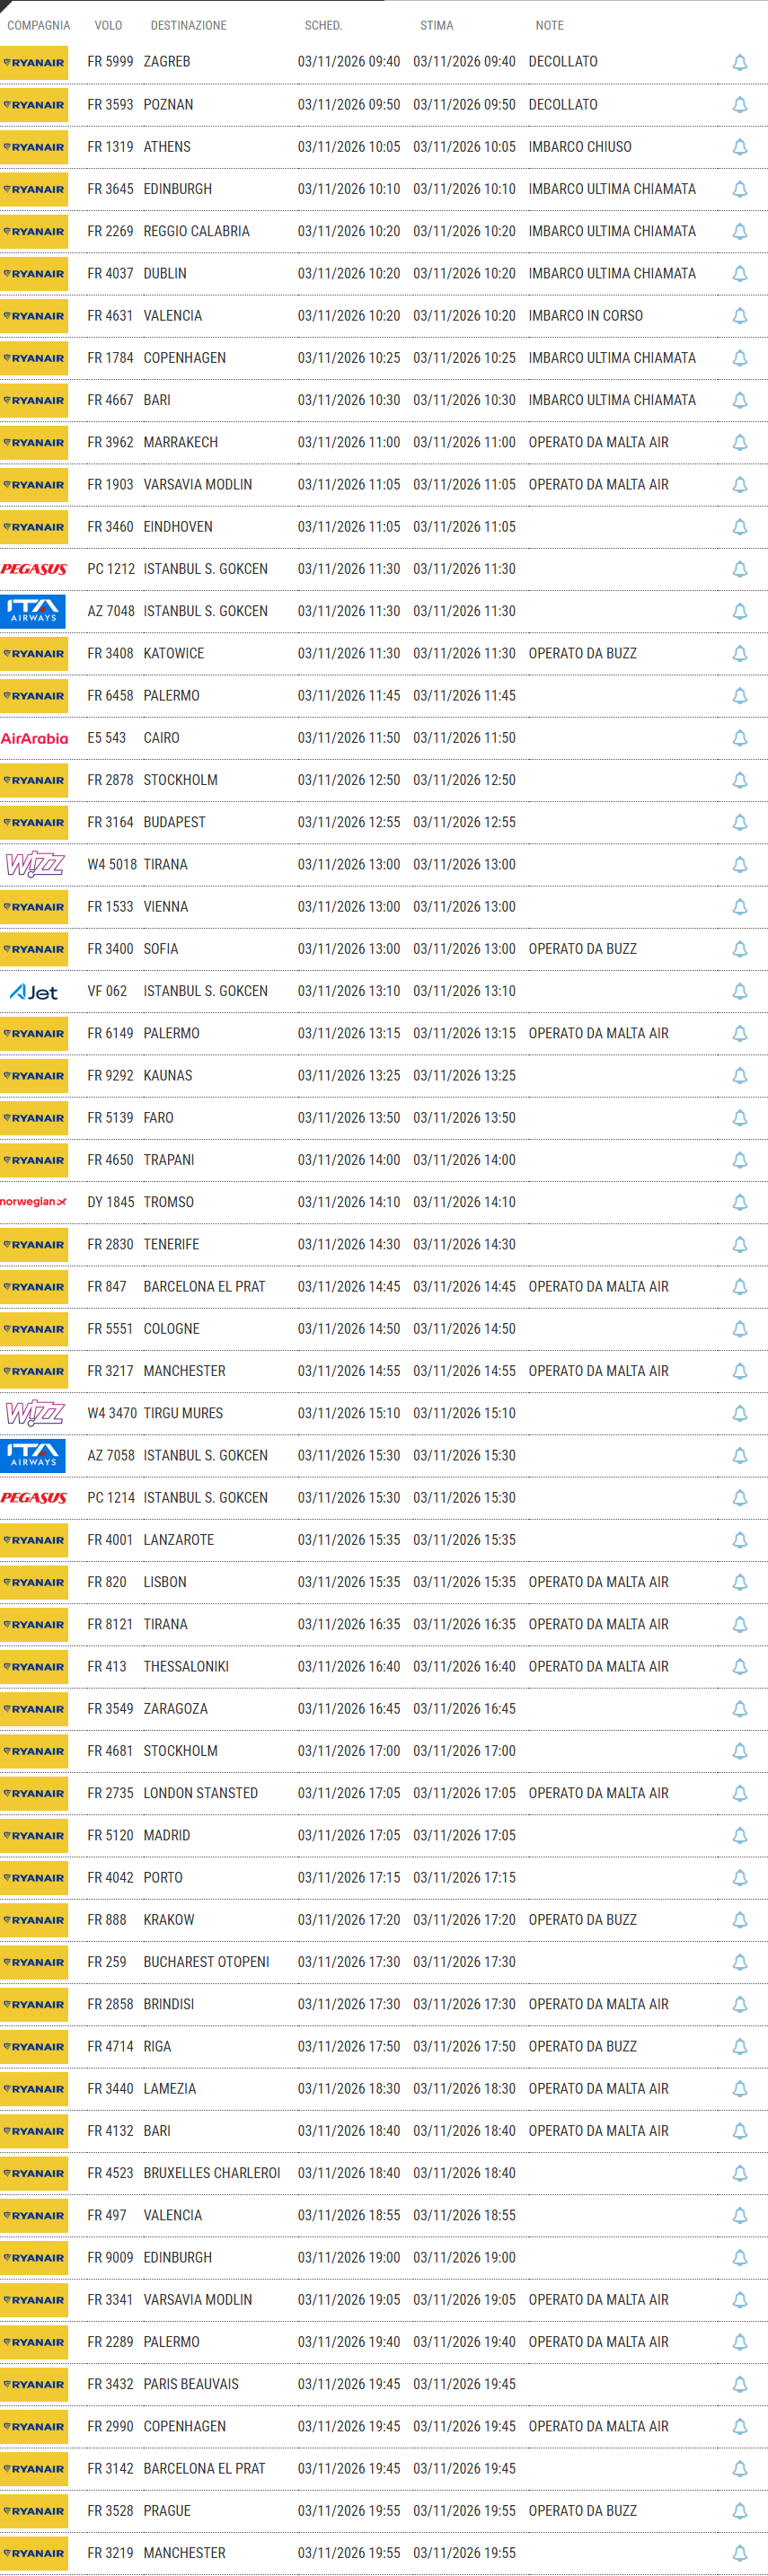 COMPAGNIA VOLO DESTINAZIONE SCHED. STIMA NOTE
RYANAIR FR 5999 ZAGREB 03/11/2026 09:40 03/11/2026 09:40 DECOLLATO
RYANAIR FR 3593 POZNAN 03/11/2026 09:50 03/11/2026 09:50 DECOLLATO
RYANAIR FR 1319 ATHENS 03/11/2026 10:05 03/11/2026 10:05 IMBARCO CHIUSO
RYANAIR FR 3645 EDINBURGH 03/11/2026 10:10 03/11/2026 10:10 IMBARCO ULTIMA CHIAMATA
RYANAIR FR 2269 REGGIO CALABRIA 03/11/2026 10:20 03/11/2026 10:20 IMBARCO ULTIMA CHIAMATA
RYANAIR FR 4037 DUBLIN 03/11/2026 10:20 03/11/2026 10:20 IMBARCO ULTIMA CHIAMATA
RYANAIR FR 4631 VALENCIA 03/11/2026 10:20 03/11/2026 10:20 IMBARCO IN CORSO
RYANAIR FR 1784 COPENHAGEN 03/11/2026 10:25 03/11/2026 10:25 IMBARCO ULTIMA CHIAMATA
RYANAIR FR 4667 BARI 03/11/2026 10:30 03/11/2026 10:30 IMBARCO ULTIMA CHIAMATA
RYANAIR FR 3962 MARRAKECH 03/11/2026 11:00 03/11/2026 11:00 OPERATO DA MALTA AIR
RYANAIR FR 1903 VARSAVIA MODLIN 03/11/2026 11:05 03/11/2026 11:05 OPERATO DA MALTA AIR
RYANAIR FR 3460 EINDHOVEN 03/11/2026 11:05 03/11/2026 11:05
PEGASUS PC 1212 ISTANBUL S. GOKCEN 03/11/2026 11:30 03/11/2026 11:30
ITA AIRWAYS AZ 7048 ISTANBUL S. GOKCEN 03/11/2026 11:30 03/11/2026 11:30
RYANAIR FR 3408 KATOWICE 03/11/2026 11:30 03/11/2026 11:30 OPERATO DA BUZZ
RYANAIR FR 6458 PALERMO 03/11/2026 11:45 03/11/2026 11:45
AirArabia E5 543 CAIRO 03/11/2026 11:50 03/11/2026 11:50
RYANAIR FR 2878 STOCKHOLM 03/11/2026 12:50 03/11/2026 12:50
RYANAIR FR 3164 BUDAPEST 03/11/2026 12:55 03/11/2026 12:55
WIZZ W4 5018 TIRANA 03/11/2026 13:00 03/11/2026 13:00
RYANAIR FR 1533 VIENNA 03/11/2026 13:00 03/11/2026 13:00
RYANAIR FR 3400 SOFIA 03/11/2026 13:00 03/11/2026 13:00 OPERATO DA BUZZ
AJet VF 062 ISTANBUL S. GOKCEN 03/11/2026 13:10 03/11/2026 13:10
RYANAIR FR 6149 PALERMO 03/11/2026 13:15 03/11/2026 13:15 OPERATO DA MALTA AIR
RYANAIR FR 9292 KAUNAS 03/11/2026 13:25 03/11/2026 13:25
RYANAIR FR 5139 FARO 03/11/2026 13:50 03/11/2026 13:50
RYANAIR FR 4650 TRAPANI 03/11/2026 14:00 03/11/2026 14:00
norwegian DY 1845 TROMSO 03/11/2026 14:10 03/11/2026 14:10
RYANAIR FR 2830 TENERIFE 03/11/2026 14:30 03/11/2026 14:30
RYANAIR FR 847 BARCELONA EL PRAT 03/11/2026 14:45 03/11/2026 14:45 OPERATO DA MALTA AIR
RYANAIR FR 5551 COLOGNE 03/11/2026 14:50 03/11/2026 14:50
RYANAIR FR 3217 MANCHESTER 03/11/2026 14:55 03/11/2026 14:55 OPERATO DA MALTA AIR
WIZZ W4 3470 TIRGU MURES 03/11/2026 15:10 03/11/2026 15:10
ITA AIRWAYS AZ 7058 ISTANBUL S. GOKCEN 03/11/2026 15:30 03/11/2026 15:30
PEGASUS PC 1214 ISTANBUL S. GOKCEN 03/11/2026 15:30 03/11/2026 15:30
RYANAIR FR 4001 LANZAROTE 03/11/2026 15:35 03/11/2026 15:35
RYANAIR FR 820 LISBON 03/11/2026 15:35 03/11/2026 15:35 OPERATO DA MALTA AIR
RYANAIR FR 8121 TIRANA 03/11/2026 16:35 03/11/2026 16:35 OPERATO DA MALTA AIR
RYANAIR FR 413 THESSALONIKI 03/11/2026 16:40 03/11/2026 16:40 OPERATO DA MALTA AIR
RYANAIR FR 3549 ZARAGOZA 03/11/2026 16:45 03/11/2026 16:45
RYANAIR FR 4681 STOCKHOLM 03/11/2026 17:00 03/11/2026 17:00
RYANAIR FR 2735 LONDON STANSTED 03/11/2026 17:05 03/11/2026 17:05 OPERATO DA MALTA AIR
RYANAIR FR 5120 MADRID 03/11/2026 17:05 03/11/2026 17:05
RYANAIR FR 4042 PORTO 03/11/2026 17:15 03/11/2026 17:15
RYANAIR FR 888 KRAKOW 03/11/2026 17:20 03/11/2026 17:20 OPERATO DA BUZZ
RYANAIR FR 259 BUCHAREST OTOPENI 03/11/2026 17:30 03/11/2026 17:30
RYANAIR FR 2858 BRINDISI 03/11/2026 17:30 03/11/2026 17:30 OPERATO DA MALTA AIR
RYANAIR FR 4714 RIGA 03/11/2026 17:50 03/11/2026 17:50 OPERATO DA BUZZ
RYANAIR FR 3440 LAMEZIA 03/11/2026 18:30 03/11/2026 18:30 OPERATO DA MALTA AIR
RYANAIR FR 4132 BARI 03/11/2026 18:40 03/11/2026 18:40 OPERATO DA MALTA AIR
RYANAIR FR 4523 BRUXELLES CHARLEROI 03/11/2026 18:40 03/11/2026 18:40
RYANAIR FR 497 VALENCIA 03/11/2026 18:55 03/11/2026 18:55
RYANAIR FR 9009 EDINBURGH 03/11/2026 19:00 03/11/2026 19:00
RYANAIR FR 3341 VARSAVIA MODLIN 03/11/2026 19:05 03/11/2026 19:05 OPERATO DA MALTA AIR
RYANAIR FR 2289 PALERMO 03/11/2026 19:40 03/11/2026 19:40 OPERATO DA MALTA AIR
RYANAIR FR 3432 PARIS BEAUVAIS 03/11/2026 19:45 03/11/2026 19:45
RYANAIR FR 2990 COPENHAGEN 03/11/2026 19:45 03/11/2026 19:45 OPERATO DA MALTA AIR
RYANAIR FR 3142 BARCELONA EL PRAT 03/11/2026 19:45 03/11/2026 19:45
RYANAIR FR 3528 PRAGUE 03/11/2026 19:55 03/11/2026 19:55 OPERATO DA BUZZ
RYANAIR FR 3219 MANCHESTER 03/11/2026 19:55 03/11/2026 19:55